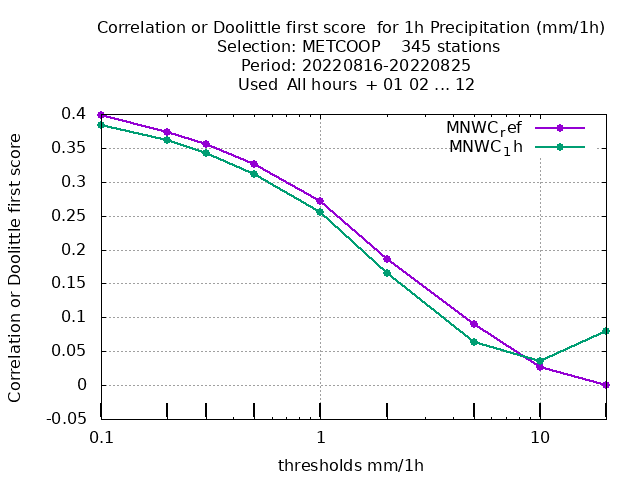 Correlation or Doolittle first score  for 1h Precipitation (mm/1h)
Selection: METCOOP    345 stations
Period: 20220816-20220825
Used  All hours  + 01 02 ... 12
MNWCref
MNWC1h
0.4
0.35
0.3
0.25
0.2
0.15
0.1
0.05
0
-0.05
Correlation or Doolittle first score
0.1 1 10
thresholds mm/1h